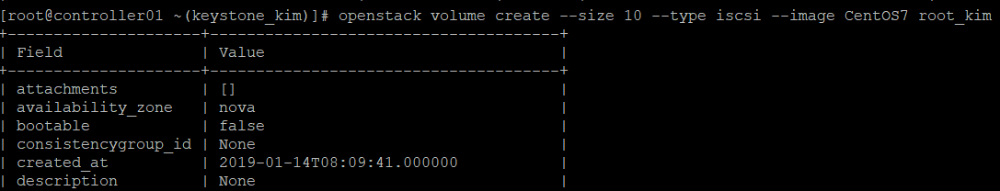 [root@controller01 ~(keystone_kim)]# openstack volume create --size 10 --type iscsi --image CentOS7 root_kim
+---------------------+--------------------------------------+
| Field               | Value                                |
+---------------------+--------------------------------------+
| attachments         | []                                   |
| availability_zone   | nova                                 |
| bootable            | false                                |
| consistencygroup_id | None                                 |
| created_at          | 2019-01-14T08:09:41.000000           |
| description         | None                                 |